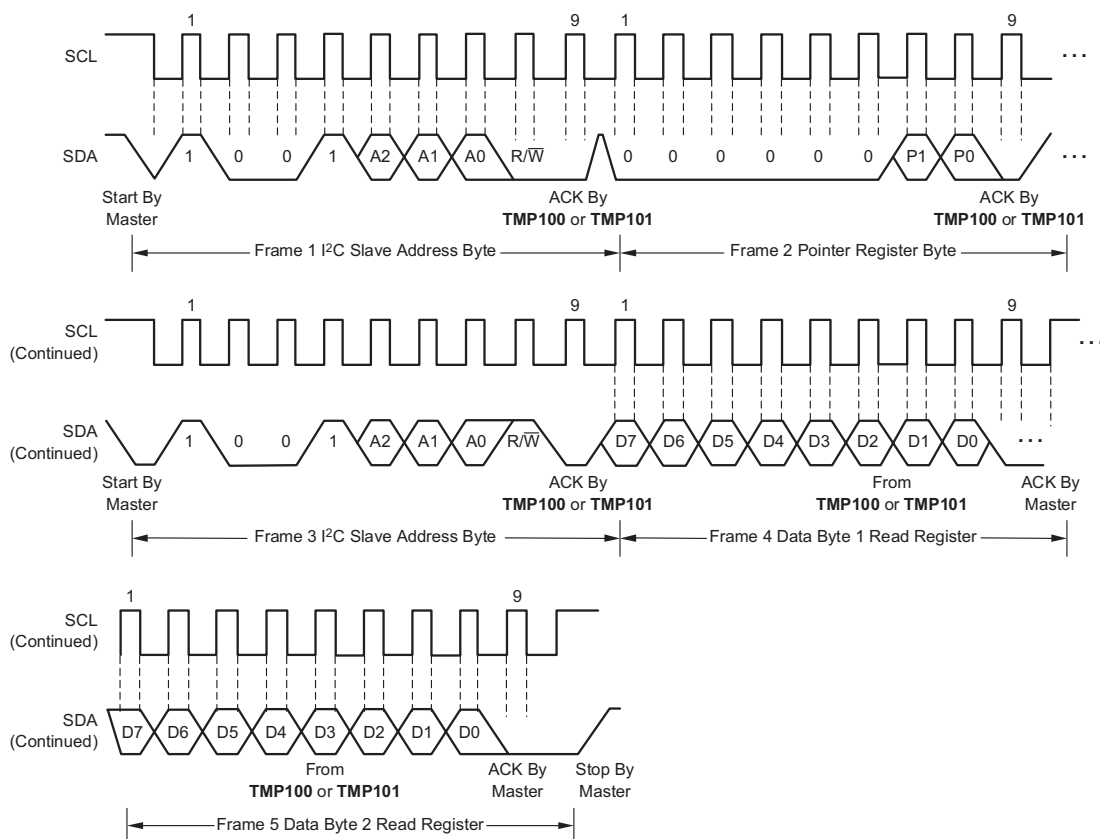 1 9 1 9
SCL ...
SDA 1 0 0 1 A2 A1 A0 R/W̅ 0 0 0 0 0 0 P1 P0 ...
Start By Master
ACK By TMP100 or TMP101
ACK By TMP100 or TMP101
Frame 1 I²C Slave Address Byte
Frame 2 Pointer Register Byte
1 9 1 9
SCL (Continued) ...
SDA (Continued) 1 0 0 1 A2 A1 A0 R/W̅ D7 D6 D5 D4 D3 D2 D1 D0 ...
Start By Master
ACK By TMP100 or TMP101
From TMP100 or TMP101
ACK By Master
Frame 3 I²C Slave Address Byte
Frame 4 Data Byte 1 Read Register
1 9
SCL (Continued)
SDA (Continued) D7 D6 D5 D4 D3 D2 D1 D0
From TMP100 or TMP101
ACK By Master
Stop By Master
Frame 5 Data Byte 2 Read Register